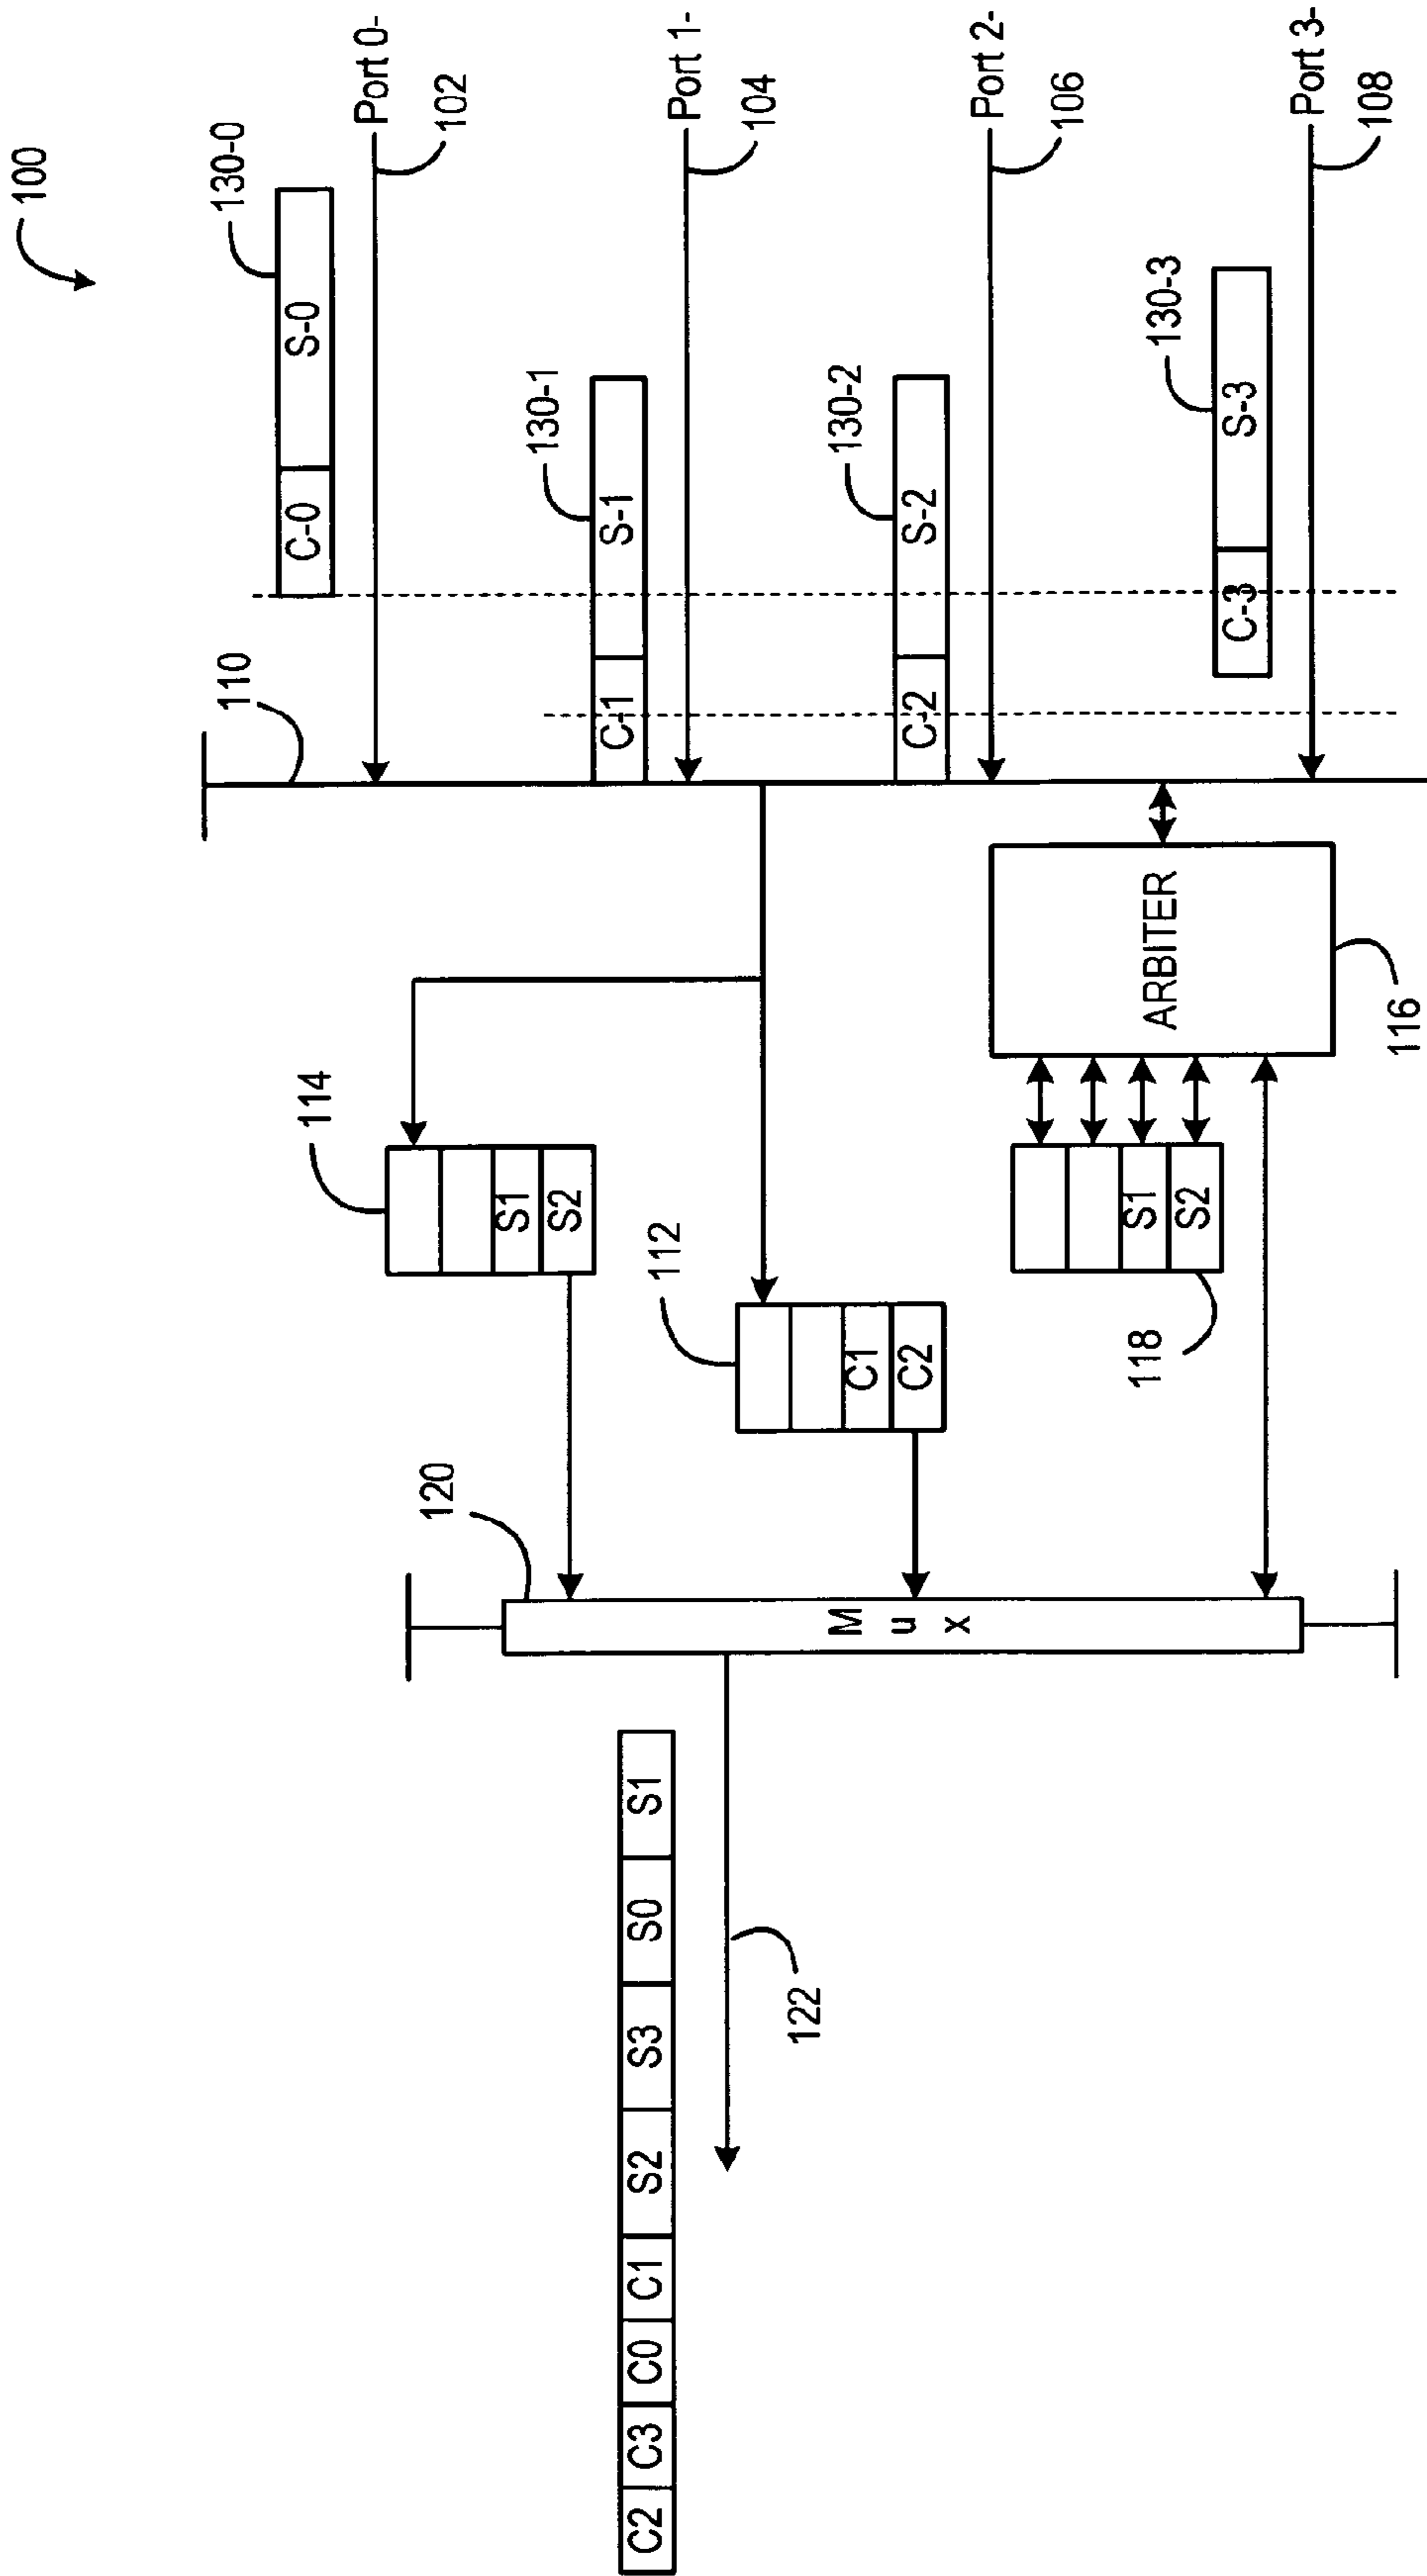 100
130-0
C-0 S-0
Port 0-
102
110
130-1
C-1 S-1
Port 1-
104
130-2
C-2 S-2
Port 2-
106
130-3
C-3 S-3
Port 3-
108
114
S1
S2
112
C1
C2
ARBITER
116
S1
S2
118
120
Mux
C2 C3 C0 C1 S2 S3 S0 S1
122